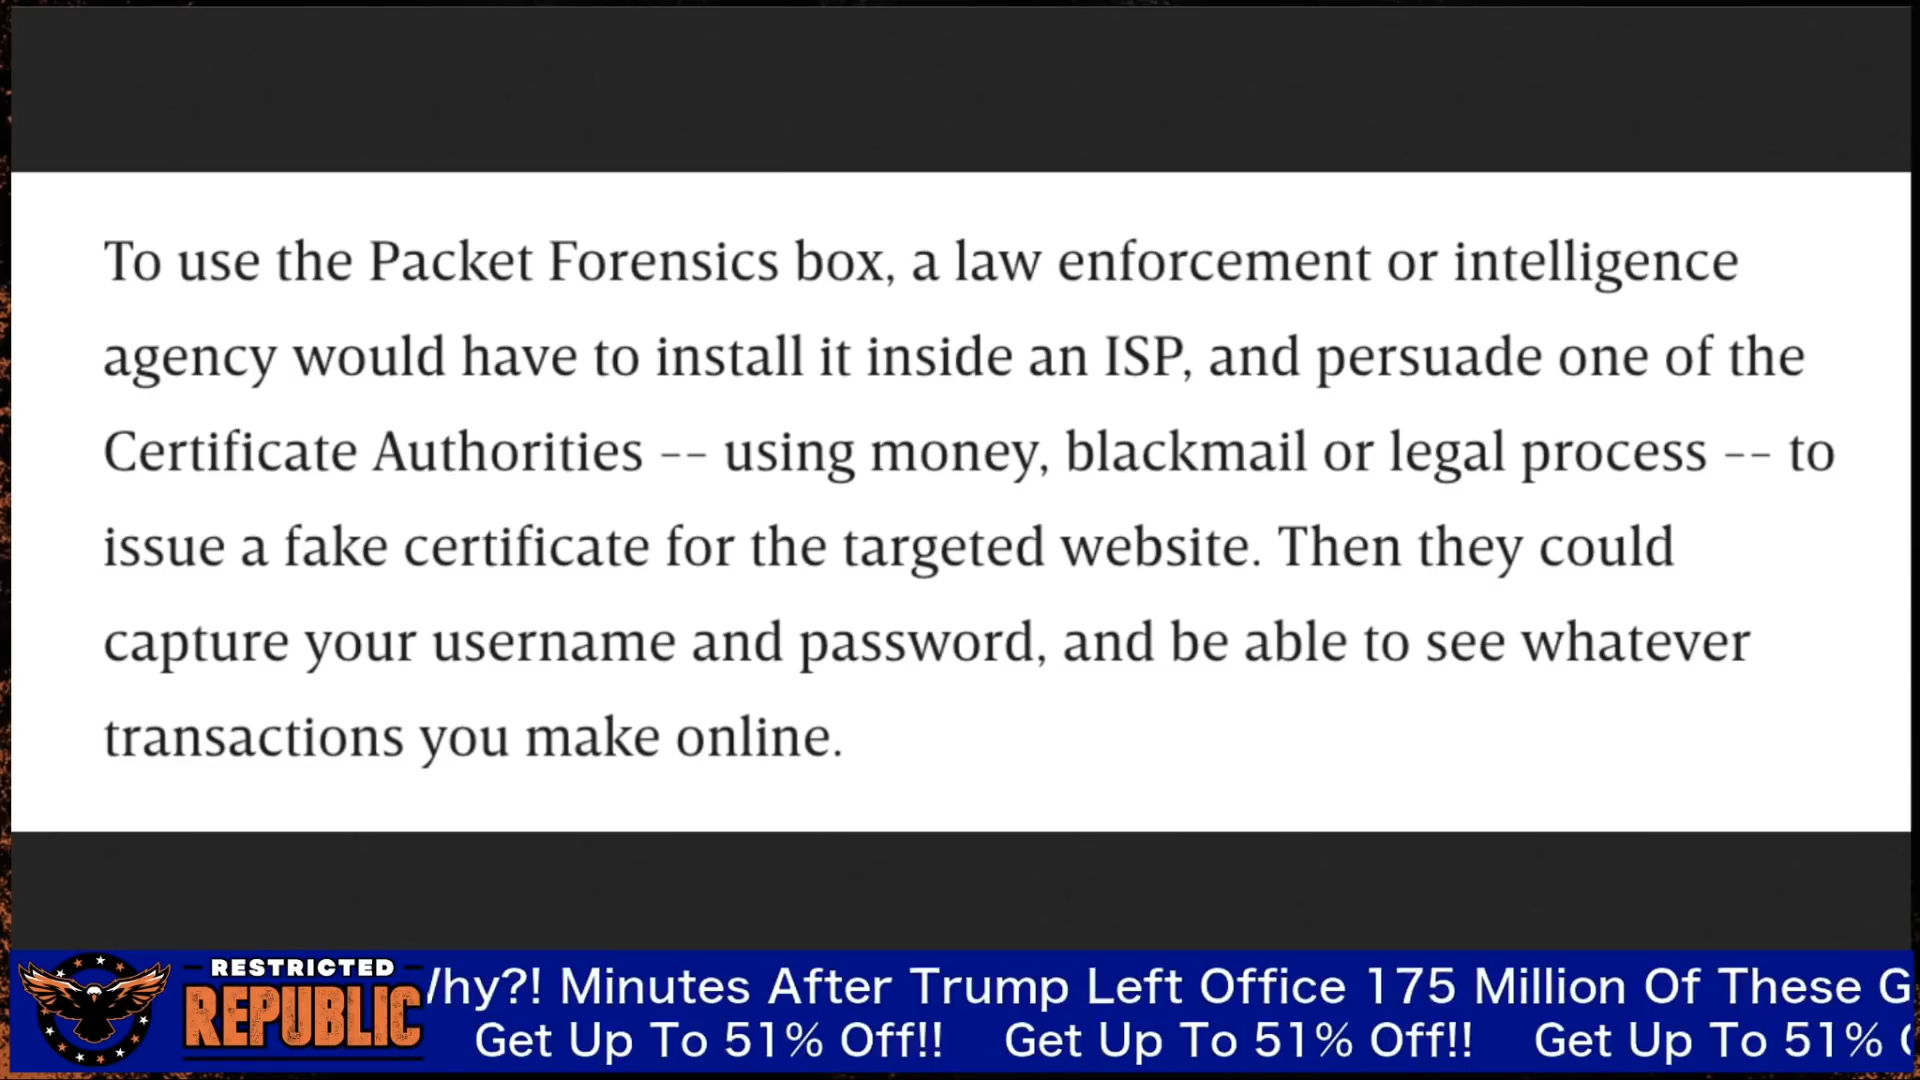 To use the Packet Forensics box, a law enforcement or intelligence
agency would have to install it inside an ISP, and persuade one of the
Certificate Authorities -- using money, blackmail or legal process -- to
issue a fake certificate for the targeted website. Then they could
capture your username and password, and be able to see whatever
transactions you make online.
RESTRICTED
REPUBLIC
Why?! Minutes After Trump Left Office 175 Million Of These G
Get Up To 51% Off!! Get Up To 51% Off!! Get Up To 51%